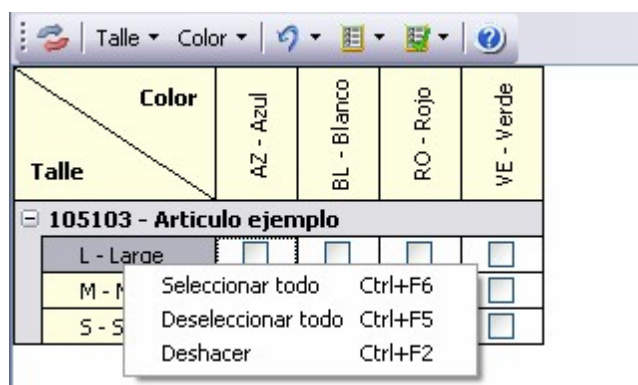 Talle Color
Color
Talle
AZ - Azul
BL - Blanco
RO - Rojo
VE - Verde
105103 - Articulo ejemplo
L - Large
M -
S - S
Seleccionar todo Ctrl+F6
Deseleccionar todo Ctrl+F5
Deshacer Ctrl+F2